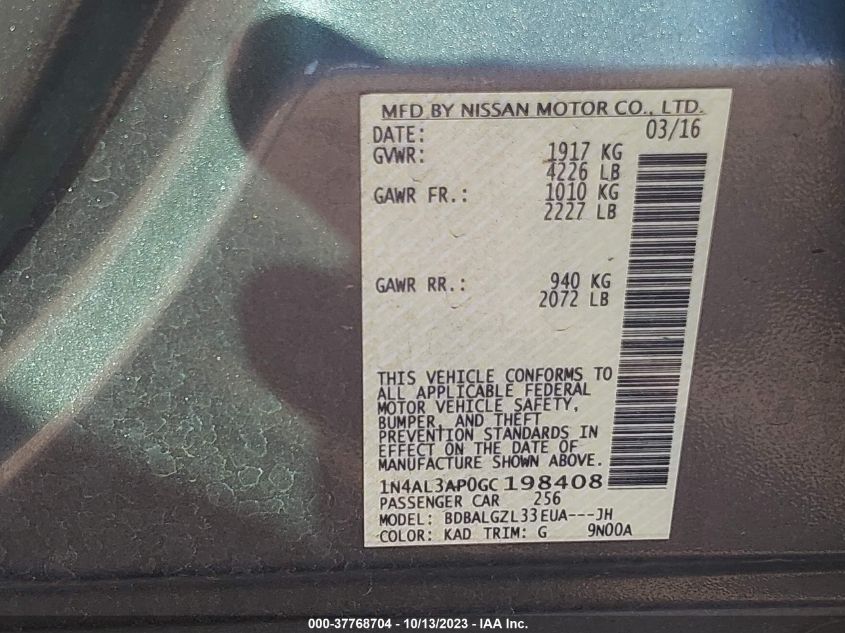 MFD BY NISSAN MOTOR CO., LTD.
DATE: 03/16
GVWR: 1917 KG
4226 LB
GAWR FR.: 1010 KG
2227 LB
GAWR RR.: 940 KG
2072 LB
THIS VEHICLE CONFORMS TO
ALL APPLICABLE FEDERAL
MOTOR VEHICLE SAFETY,
BUMPER, AND THEFT
PREVENTION STANDARDS IN
EFFECT ON THE DATE OF
MANUFACTURE SHOWN ABOVE.
1N4AL3AP0GC198408
PASSENGER CAR 256
MODEL: BDBALGZL33EUA---JH
COLOR: KAD TRIM: G 9N00A
000-37768704 - 10/13/2023 - IAA Inc.